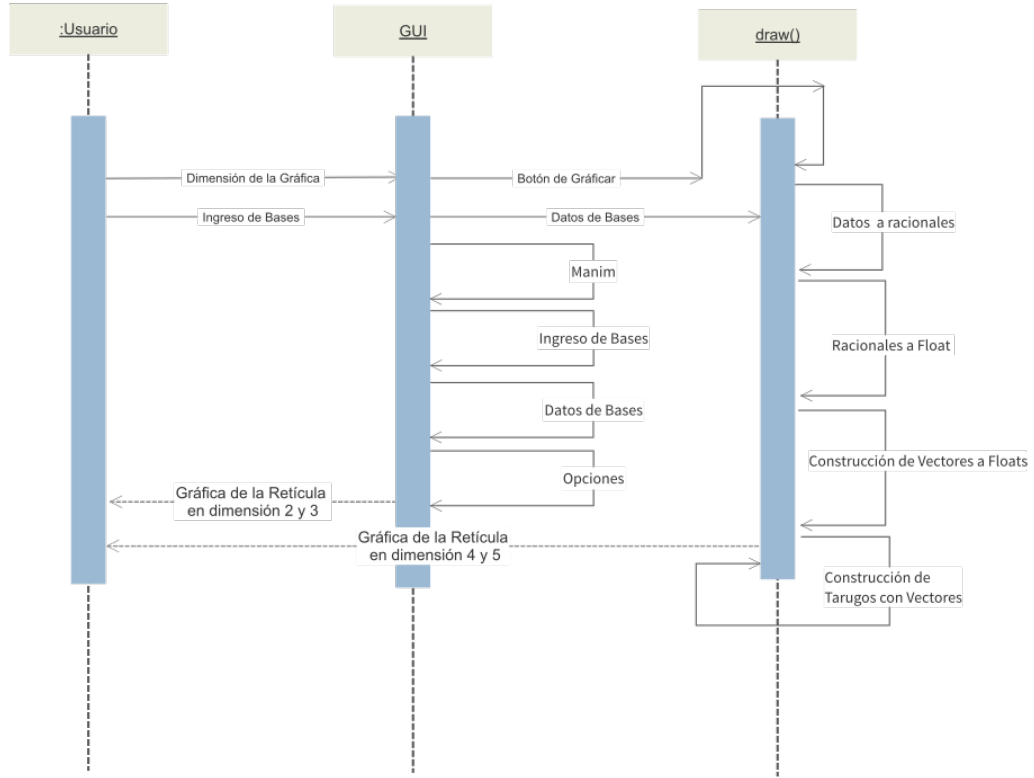 :Usuario
GUI
draw()
Dimensión de la Gráfica
Botón de Gráficar
Ingreso de Bases
Datos de Bases
Datos a racionales
Manim
Ingreso de Bases
Racionales a Float
Datos de Bases
Construcción de Vectores a Floats
Opciones
Gráfica de la Retícula
en dimensión 2 y 3
Gráfica de la Retícula
en dimensión 4 y 5
Construcción de
Tarugos con Vectores